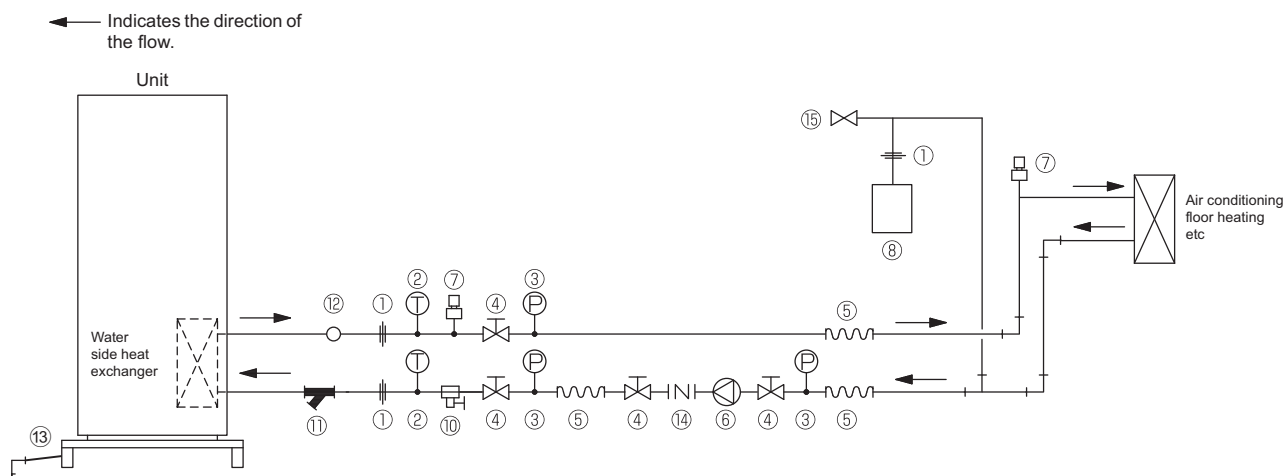 Indicates the direction of
the flow.
Unit
⑮
①
⑦
⑧
Air conditioning
floor heating
etc
②
⑦
③
⑫
①
T
④
P
⑤
Water
side heat
exchanger
T
P
P
⑪
①
②
⑩
④
③
⑤
④
⑭
⑥
④
③
⑤
⑬